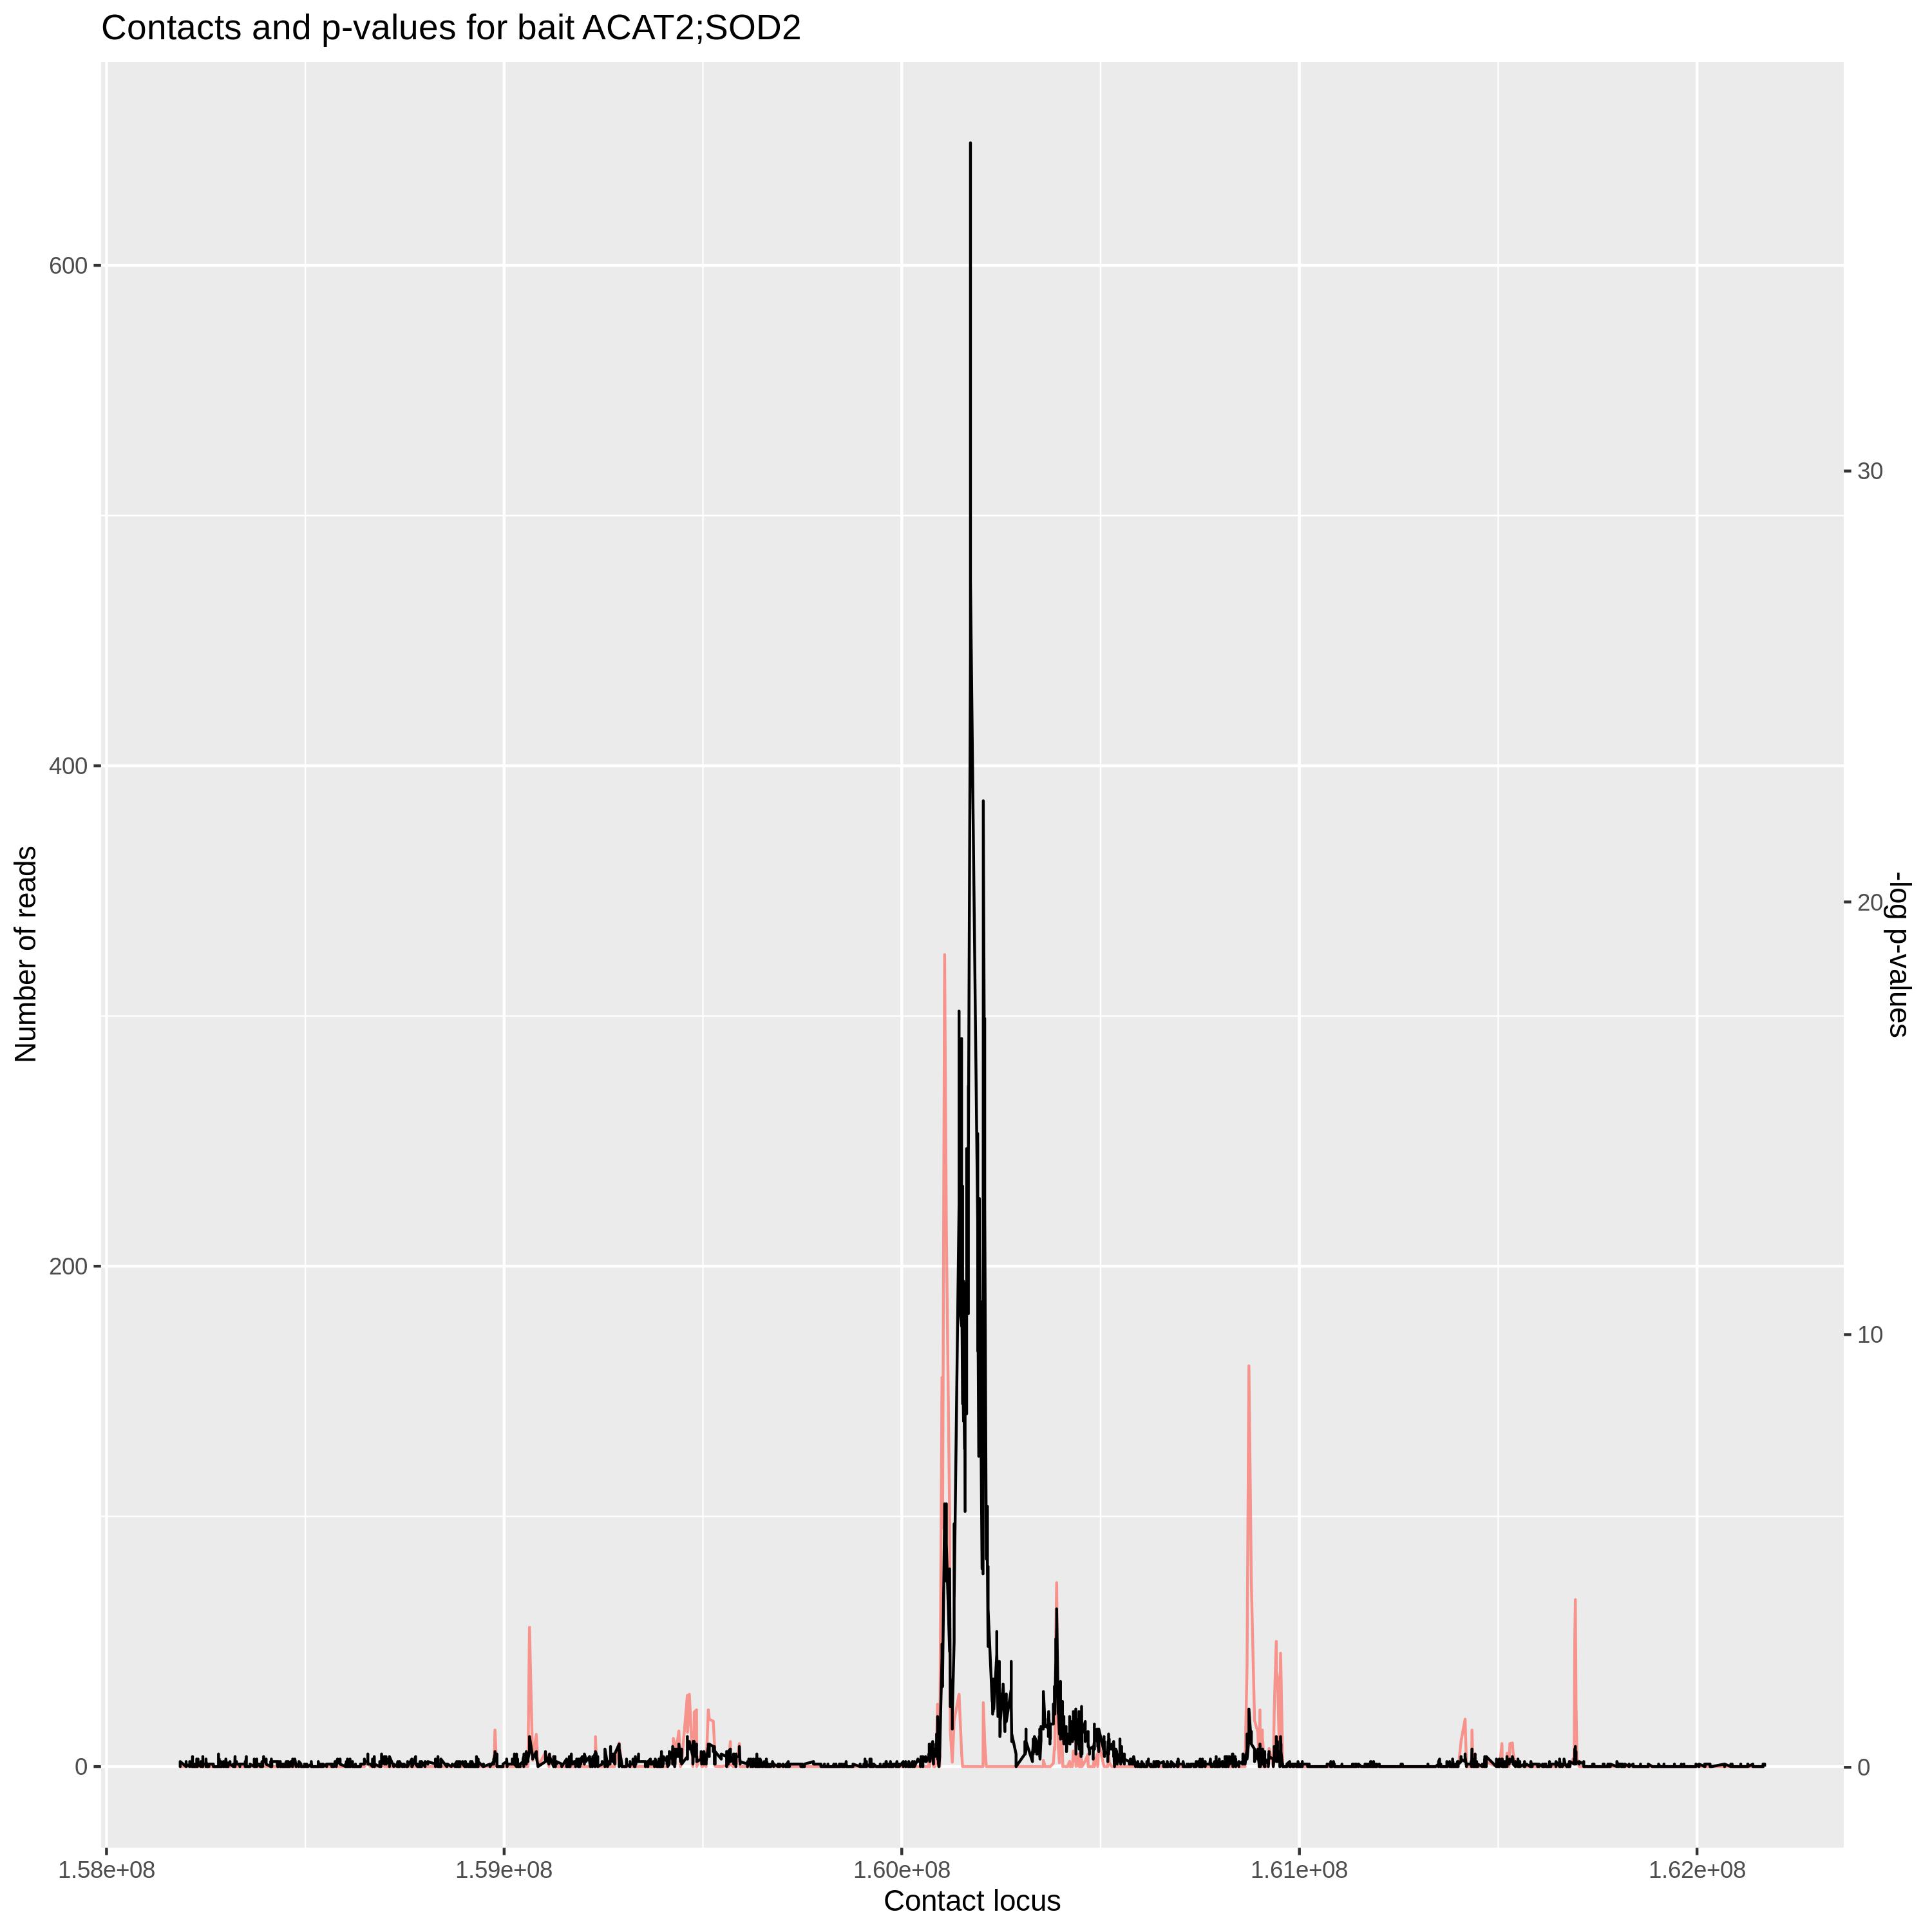 Contacts and p-values for bait ACAT2;SOD2
600
400
200
0
Number of reads
30
20
10
0
-log p-values
1.58e+08
1.59e+08
1.60e+08
1.61e+08
1.62e+08
Contact locus